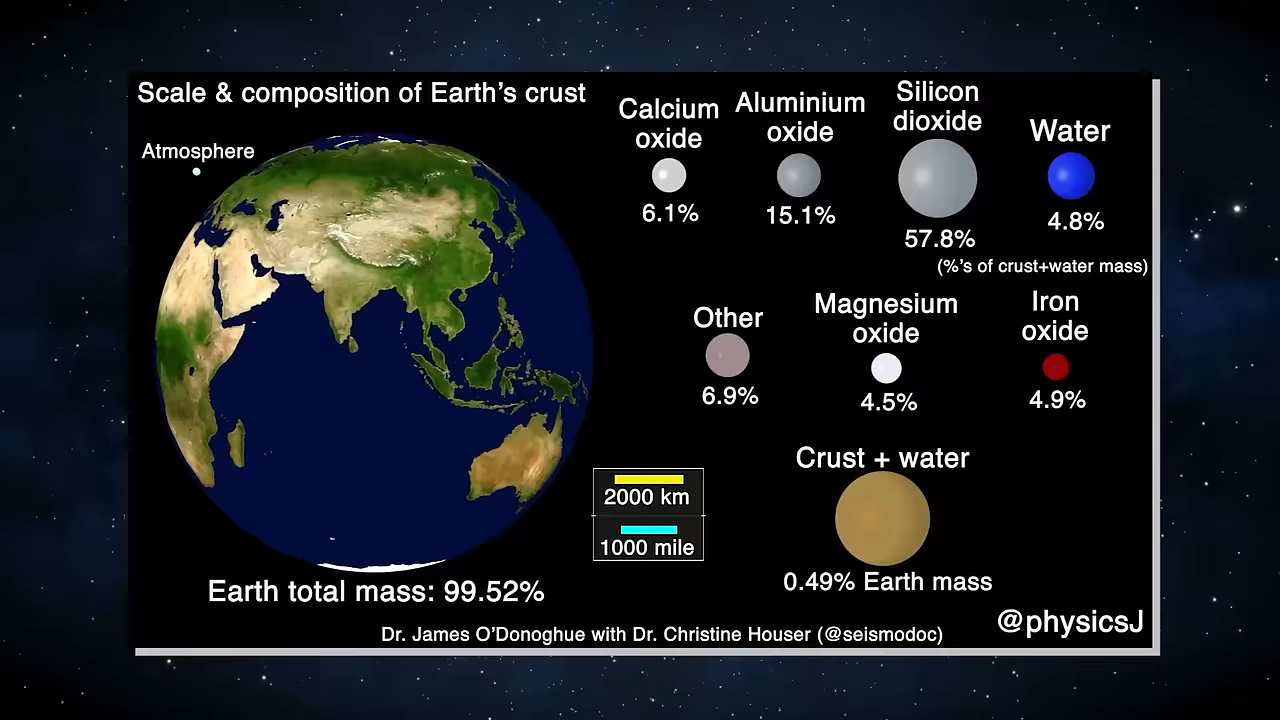 Scale & composition of Earth's crust
Atmosphere
Calcium
oxide
6.1%
Aluminium
oxide
15.1%
Silicon
dioxide
57.8%
Water
4.8%
(%'s of crust+water mass)
Other
6.9%
Magnesium
oxide
4.5%
Iron
oxide
4.9%
2000 km
1000 mile
Crust + water
0.49% Earth mass
Earth total mass: 99.52%
@physicsJ
Dr. James O'Donoghue with Dr. Christine Houser (@seismodoc)